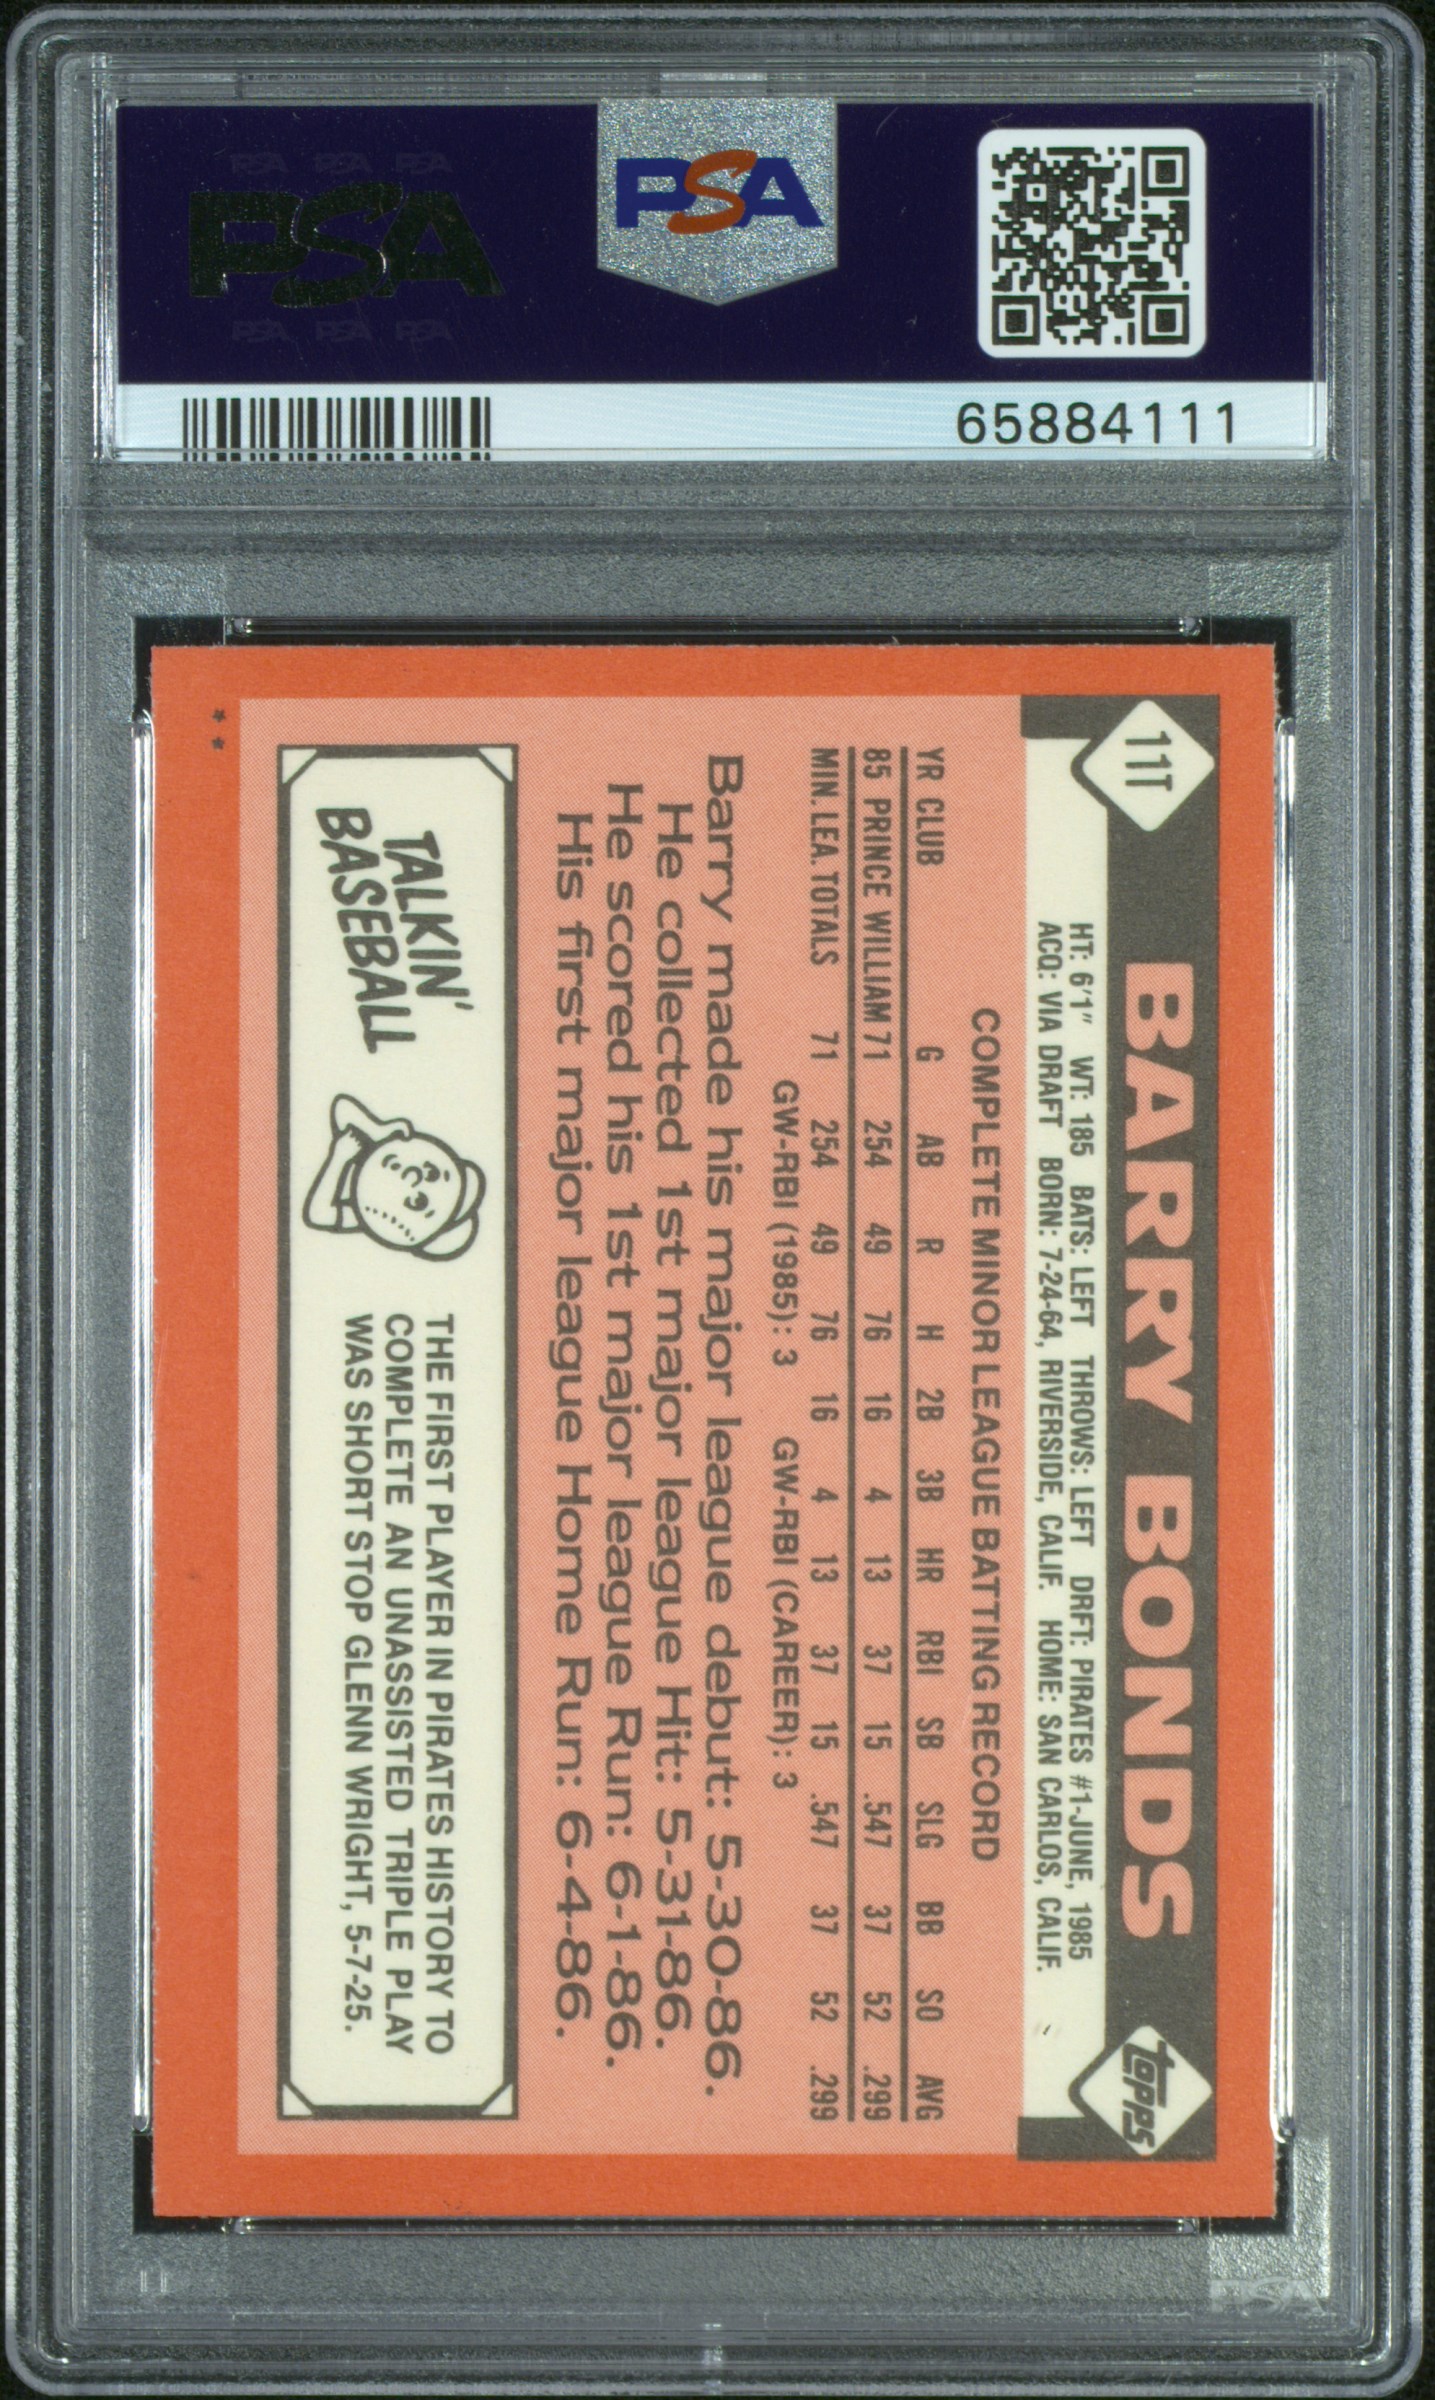 PSA PSA PSA
PSA
PSA PSA PSA
PSA
65884111
11T
BARRY BONDS
topps
HT: 6'1" WT: 185 BATS: LEFT THROWS: LEFT DRFT: PIRATES #1-JUNE, 1985
ACQ: VIA DRAFT BORN: 7-24-64, RIVERSIDE, CALIF. HOME: SAN CARLOS, CALIF.
COMPLETE MINOR LEAGUE BATTING RECORD
YR CLUB G AB R H 2B 3B HR RBI SB SLG BB SO AVG
85 PRINCE WILLIAM 71 254 49 76 16 4 13 37 15 .547 37 52 .299
MIN. LEA. TOTALS 71 254 49 76 16 4 13 37 15 .547 37 52 .299
GW-RBI (1985): 3 GW-RBI (CAREER): 3
Barry made his major league debut: 5-30-86.
He collected 1st major league Hit: 5-31-86.
He scored his 1st major league Run: 6-1-86.
His first major league Home Run: 6-4-86.
TALKIN'
BASEBALL
THE FIRST PLAYER IN PIRATES HISTORY TO
COMPLETE AN UNASSISTED TRIPLE PLAY
WAS SHORT STOP GLENN WRIGHT, 5-7-25.
**
PSA